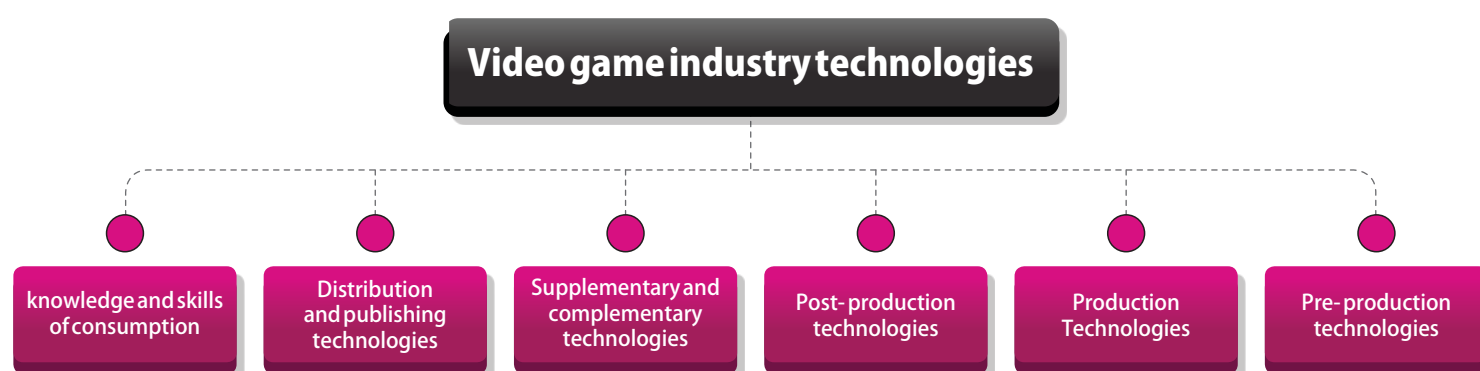 Video game industry technologies
knowledge and skills
of consumption
Distribution
and publishing
technologies
Supplementary and
complementary
technologies
Post-production
technologies
Production
Technologies
Pre-production
technologies